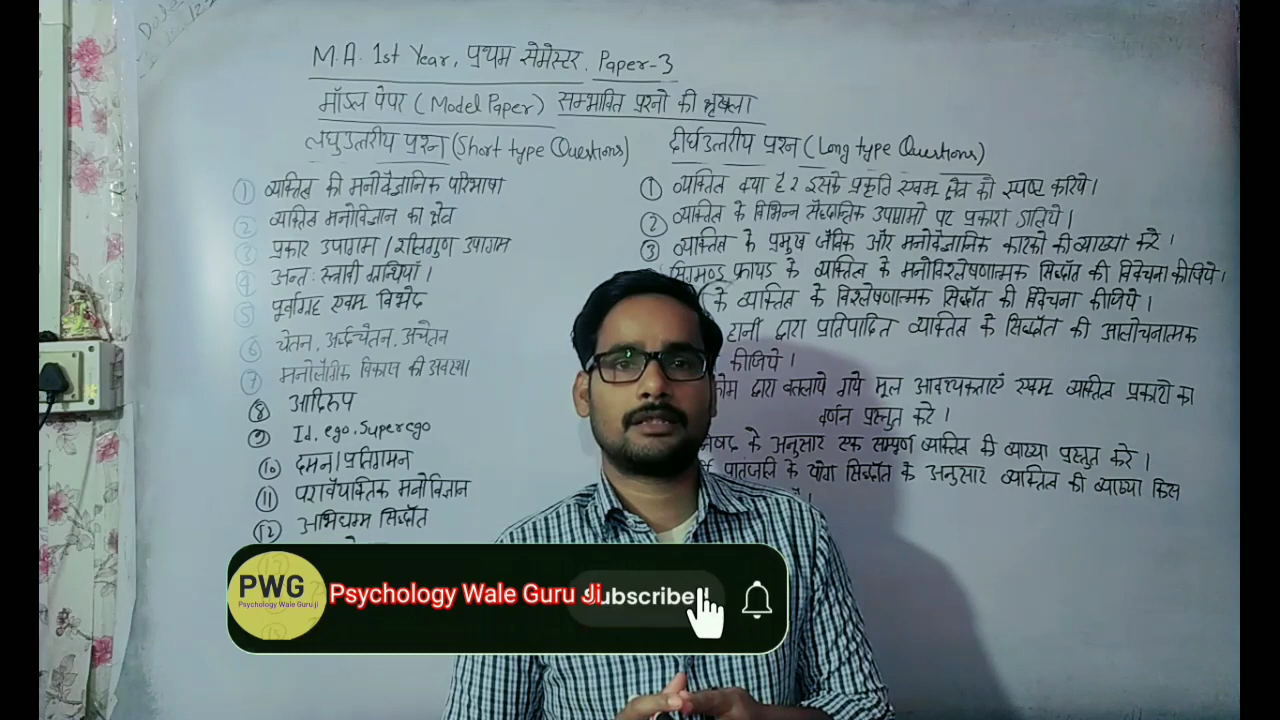 M.A. 1st Year, प्रथम सेमेस्टर, Paper-3
मॉडल पेपर (Model Paper) सम्भावित प्रश्नो की श्रृंखला
लघुउत्तरीय प्रश्न (Short type Questions)
① व्यक्तित्व की मनोवैज्ञानिक परिभाषा
② व्यक्तित्व मनोविज्ञान का क्षेत्र
③ प्रकार उपागम / शीलगुण उपागम
④ अन्तः स्त्रावी ग्रन्थियाँ।
⑤ पूर्वाग्रह एवम विभेद
⑥ चेतन, अर्द्धचेतन, अचेतन
⑦ मनोलैंगिक विकास की अवस्था
⑧ आदिरूप
⑨ Id, ego, Superego
⑩ दमन/प्रतिगमन
⑪ परावैयक्तिक मनोविज्ञान
⑫ अभिधम्म सिद्धाँत
दीर्घउत्तरीय प्रश्न (Long type Questions)
① व्यक्तित्व क्या है? इसके प्रकृति एवम क्षेत्र को स्पष्ट करिये।
② व्यक्तित्व के विभिन्न सैद्धान्तिक उपागमो पर प्रकाश डालिये।
③ व्यक्तित्व के प्रमुख जैविक और मनोवैज्ञानिक कारको की व्याख्या करे।
फ्रायड के व्यक्तित्व के मनोविश्लेषणात्मक सिद्धाँत की विवेचना कीजिये।
के व्यक्तित्व के विश्लेषणात्मक सिद्धाँत की विवेचना कीजिये।
द्वारा प्रतिपादित व्यक्तित्व के सिद्धाँत की आलोचनात्मक
कीजिये।
द्वारा बतलाये गये मूल आवश्यकताएँ एवम व्यक्तित्व प्रकारो का
वर्णन प्रस्तुत करे।
के अनुसार एक सम्पूर्ण व्यक्तित्व की व्याख्या प्रस्तुत करे।
पातंजली के योग सिद्धाँत के अनुसार व्यक्तित्व की व्याख्या किस
PWG
Psychology Wale Guru ji
Psychology Wale Guru Ji
Subscribe